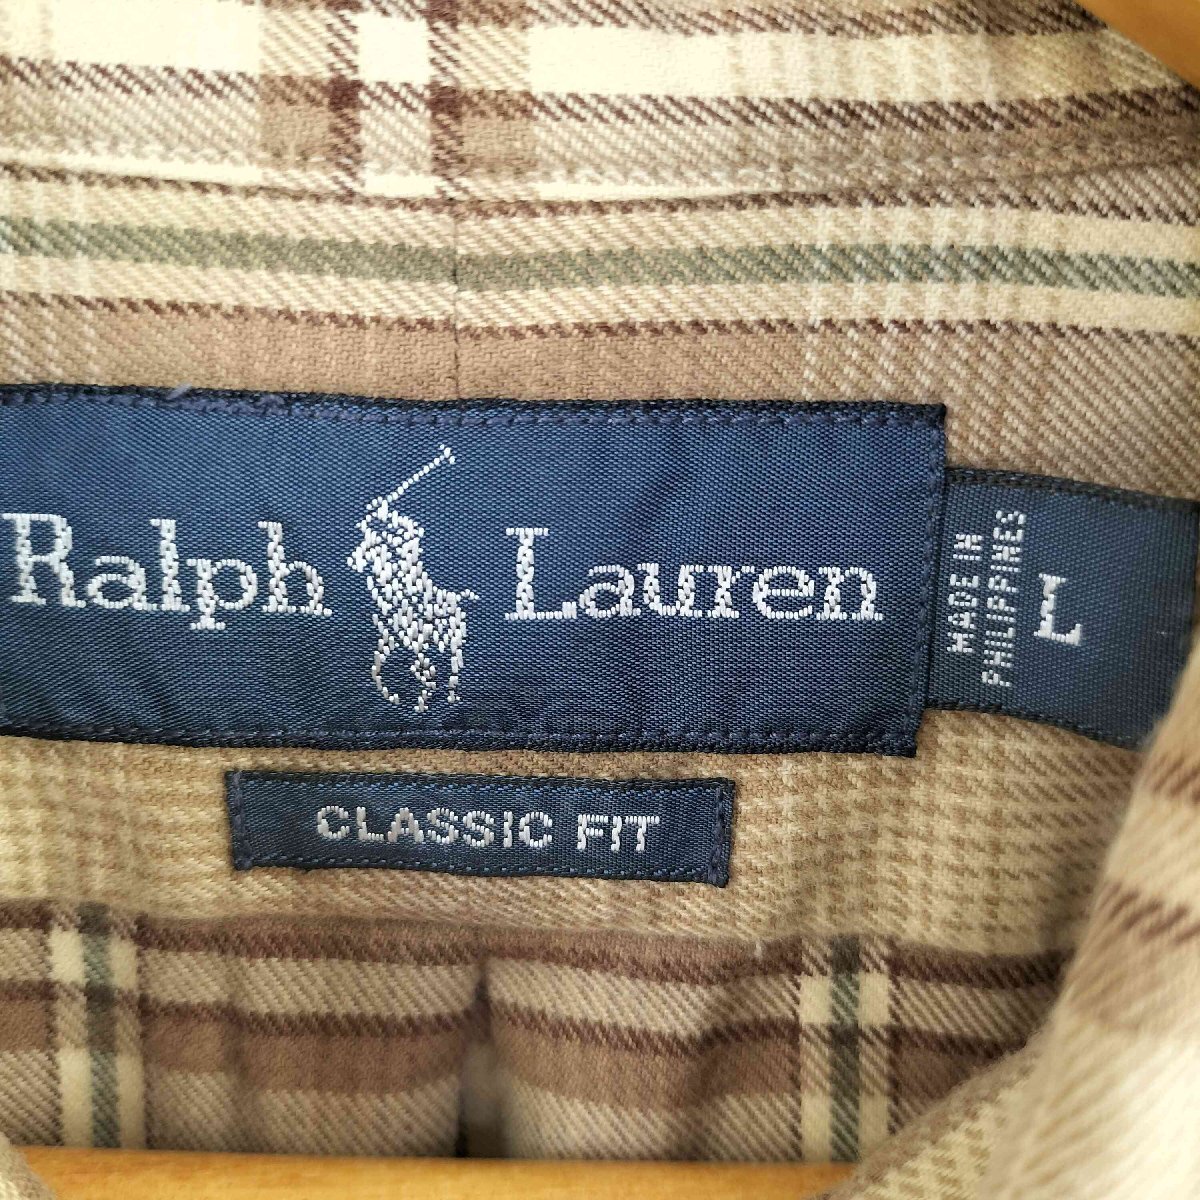 Ralph Lauren
MADE IN
PHILIPPINES
L
CLASSIC FIT